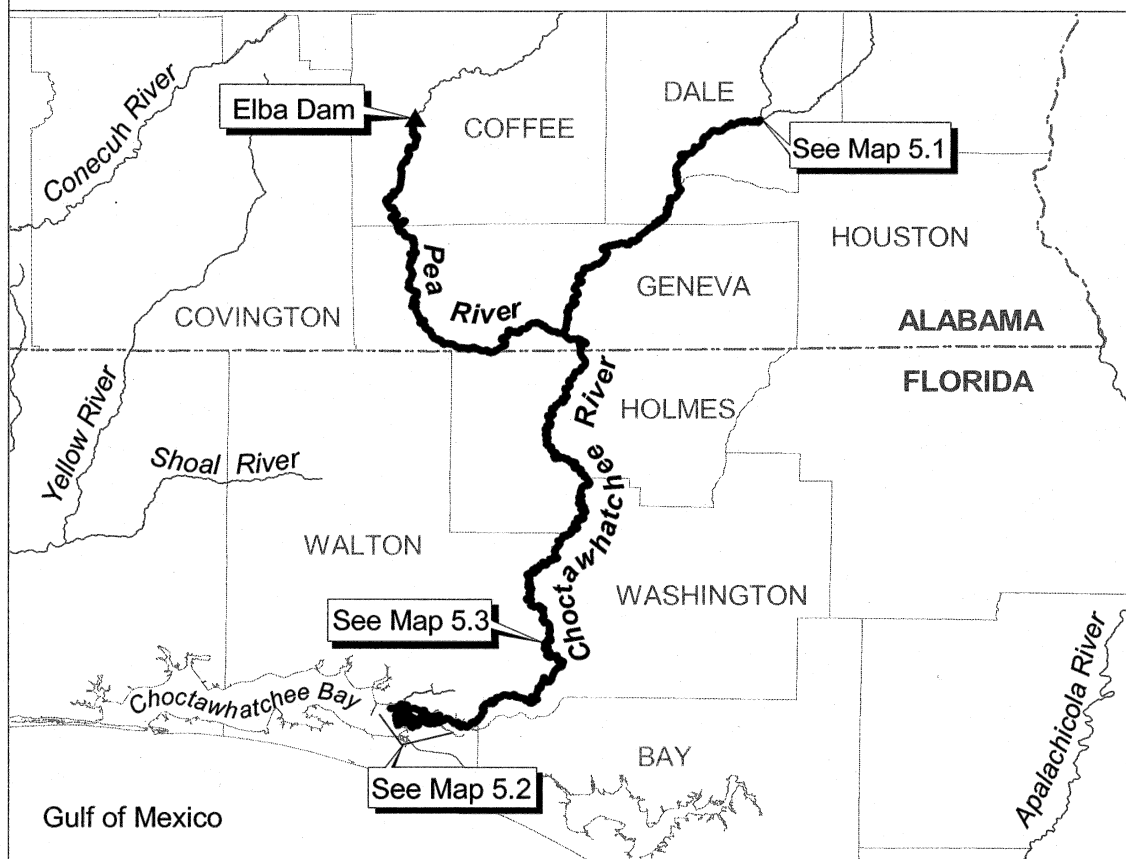 Conecuh River
Elba Dam
COFFEE
DALE
See Map 5.1
HOUSTON
Pea River
GENEVA
COVINGTON
ALABAMA
FLORIDA
Yellow River
Shoal River
HOLMES
Choctawhatchee River
WALTON
WASHINGTON
See Map 5.3
Choctawhatchee Bay
See Map 5.2
BAY
Apalachicola River
Gulf of Mexico